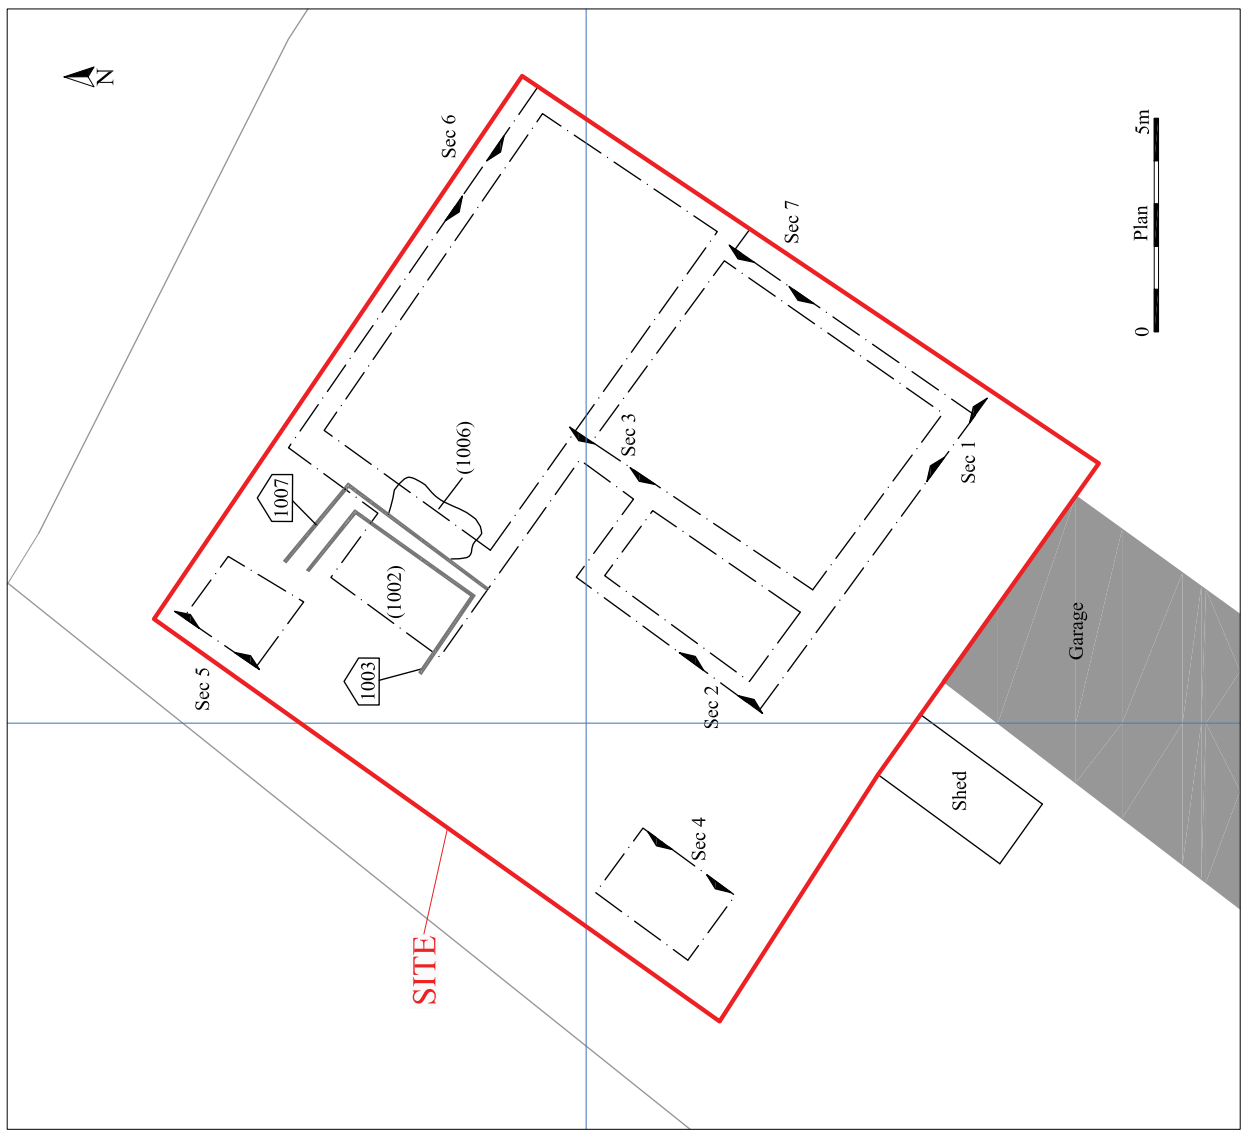 N
Sec 6
Sec 7
5m
Plan
0
Sec 3
Sec 1
(1006)
1007
(1002)
1003
Sec 5
Sec 2
Garage
Shed
Sec 4
SITE